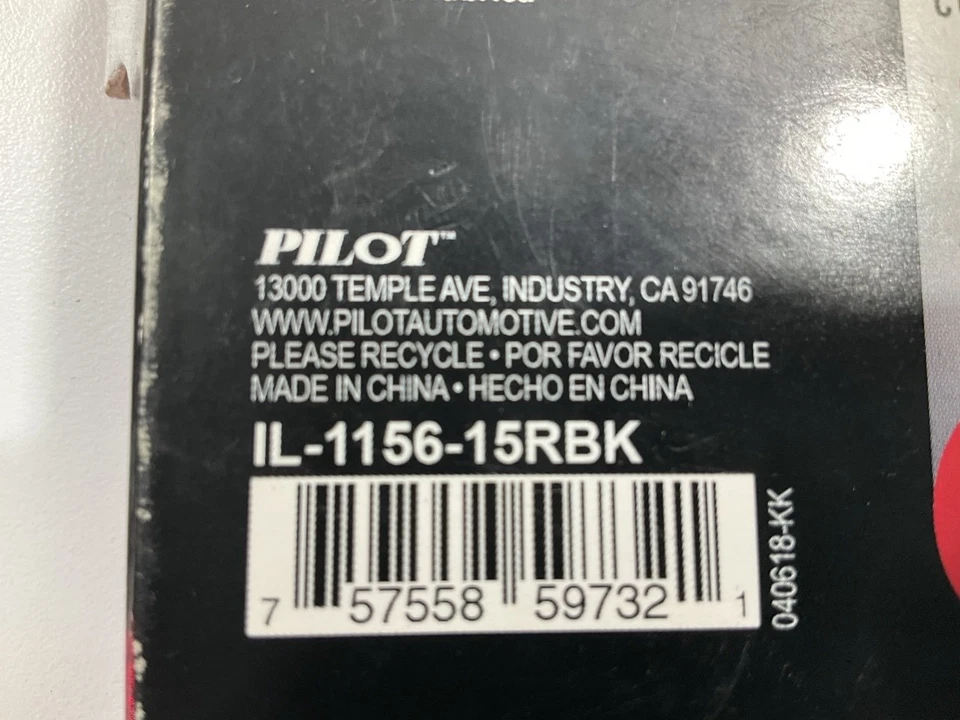 PILOT™
13000 TEMPLE AVE, INDUSTRY, CA 91746
WWW.PILOTAUTOMOTIVE.COM
PLEASE RECYCLE • POR FAVOR RECICLE
MADE IN CHINA • HECHO EN CHINA
IL-1156-15RBK
7 57558 59732 1
040618-KK